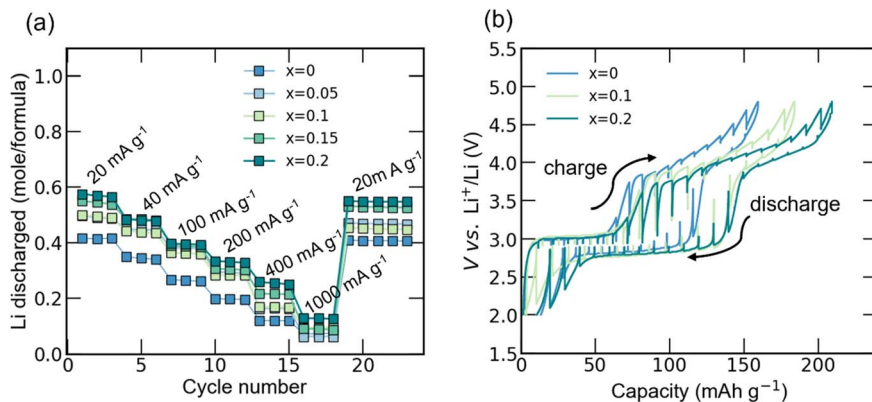 (a)
1.0
0.8
0.6
0.4
0.2
0.0
Li discharged (mole/formula)
x=0
x=0.05
x=0.1
x=0.15
x=0.2
20 mA g⁻¹
40 mA g⁻¹
100 mA g⁻¹
200 mA g⁻¹
400 mA g⁻¹
1000 mA g⁻¹
20m A g⁻¹
0 5 10 15 20
Cycle number
(b)
5.5
5.0
4.5
4.0
3.5
3.0
2.5
2.0
1.5
V vs. Li⁺/Li (V)
x=0
x=0.1
x=0.2
charge
discharge
0 50 100 150 200
Capacity (mAh g⁻¹)